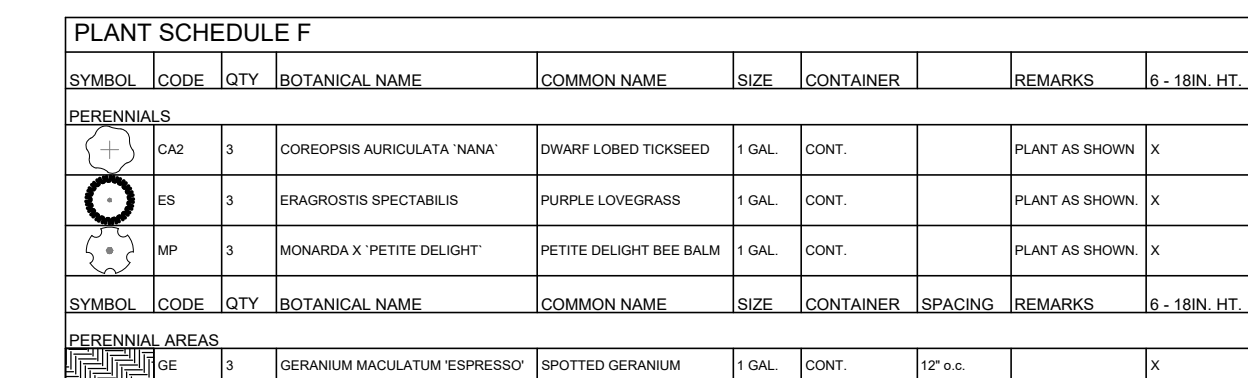 PLANT SCHEDULE F
SYMBOL CODE QTY BOTANICAL NAME COMMON NAME SIZE CONTAINER REMARKS 6 - 18IN. HT.
PERENNIALS
CA2 3 COREOPSIS AURICULATA `NANA` DWARF LOBED TICKSEED 1 GAL. CONT. PLANT AS SHOWN X
ES 3 ERAGROSTIS SPECTABILIS PURPLE LOVEGRASS 1 GAL. CONT. PLANT AS SHOWN. X
MP 3 MONARDA X `PETITE DELIGHT` PETITE DELIGHT BEE BALM 1 GAL. CONT. PLANT AS SHOWN. X
SYMBOL CODE QTY BOTANICAL NAME COMMON NAME SIZE CONTAINER SPACING REMARKS 6 - 18IN. HT.
PERENNIAL AREAS
GE 3 GERANIUM MACULATUM 'ESPRESSO' SPOTTED GERANIUM 1 GAL. CONT. 12" o.c. X